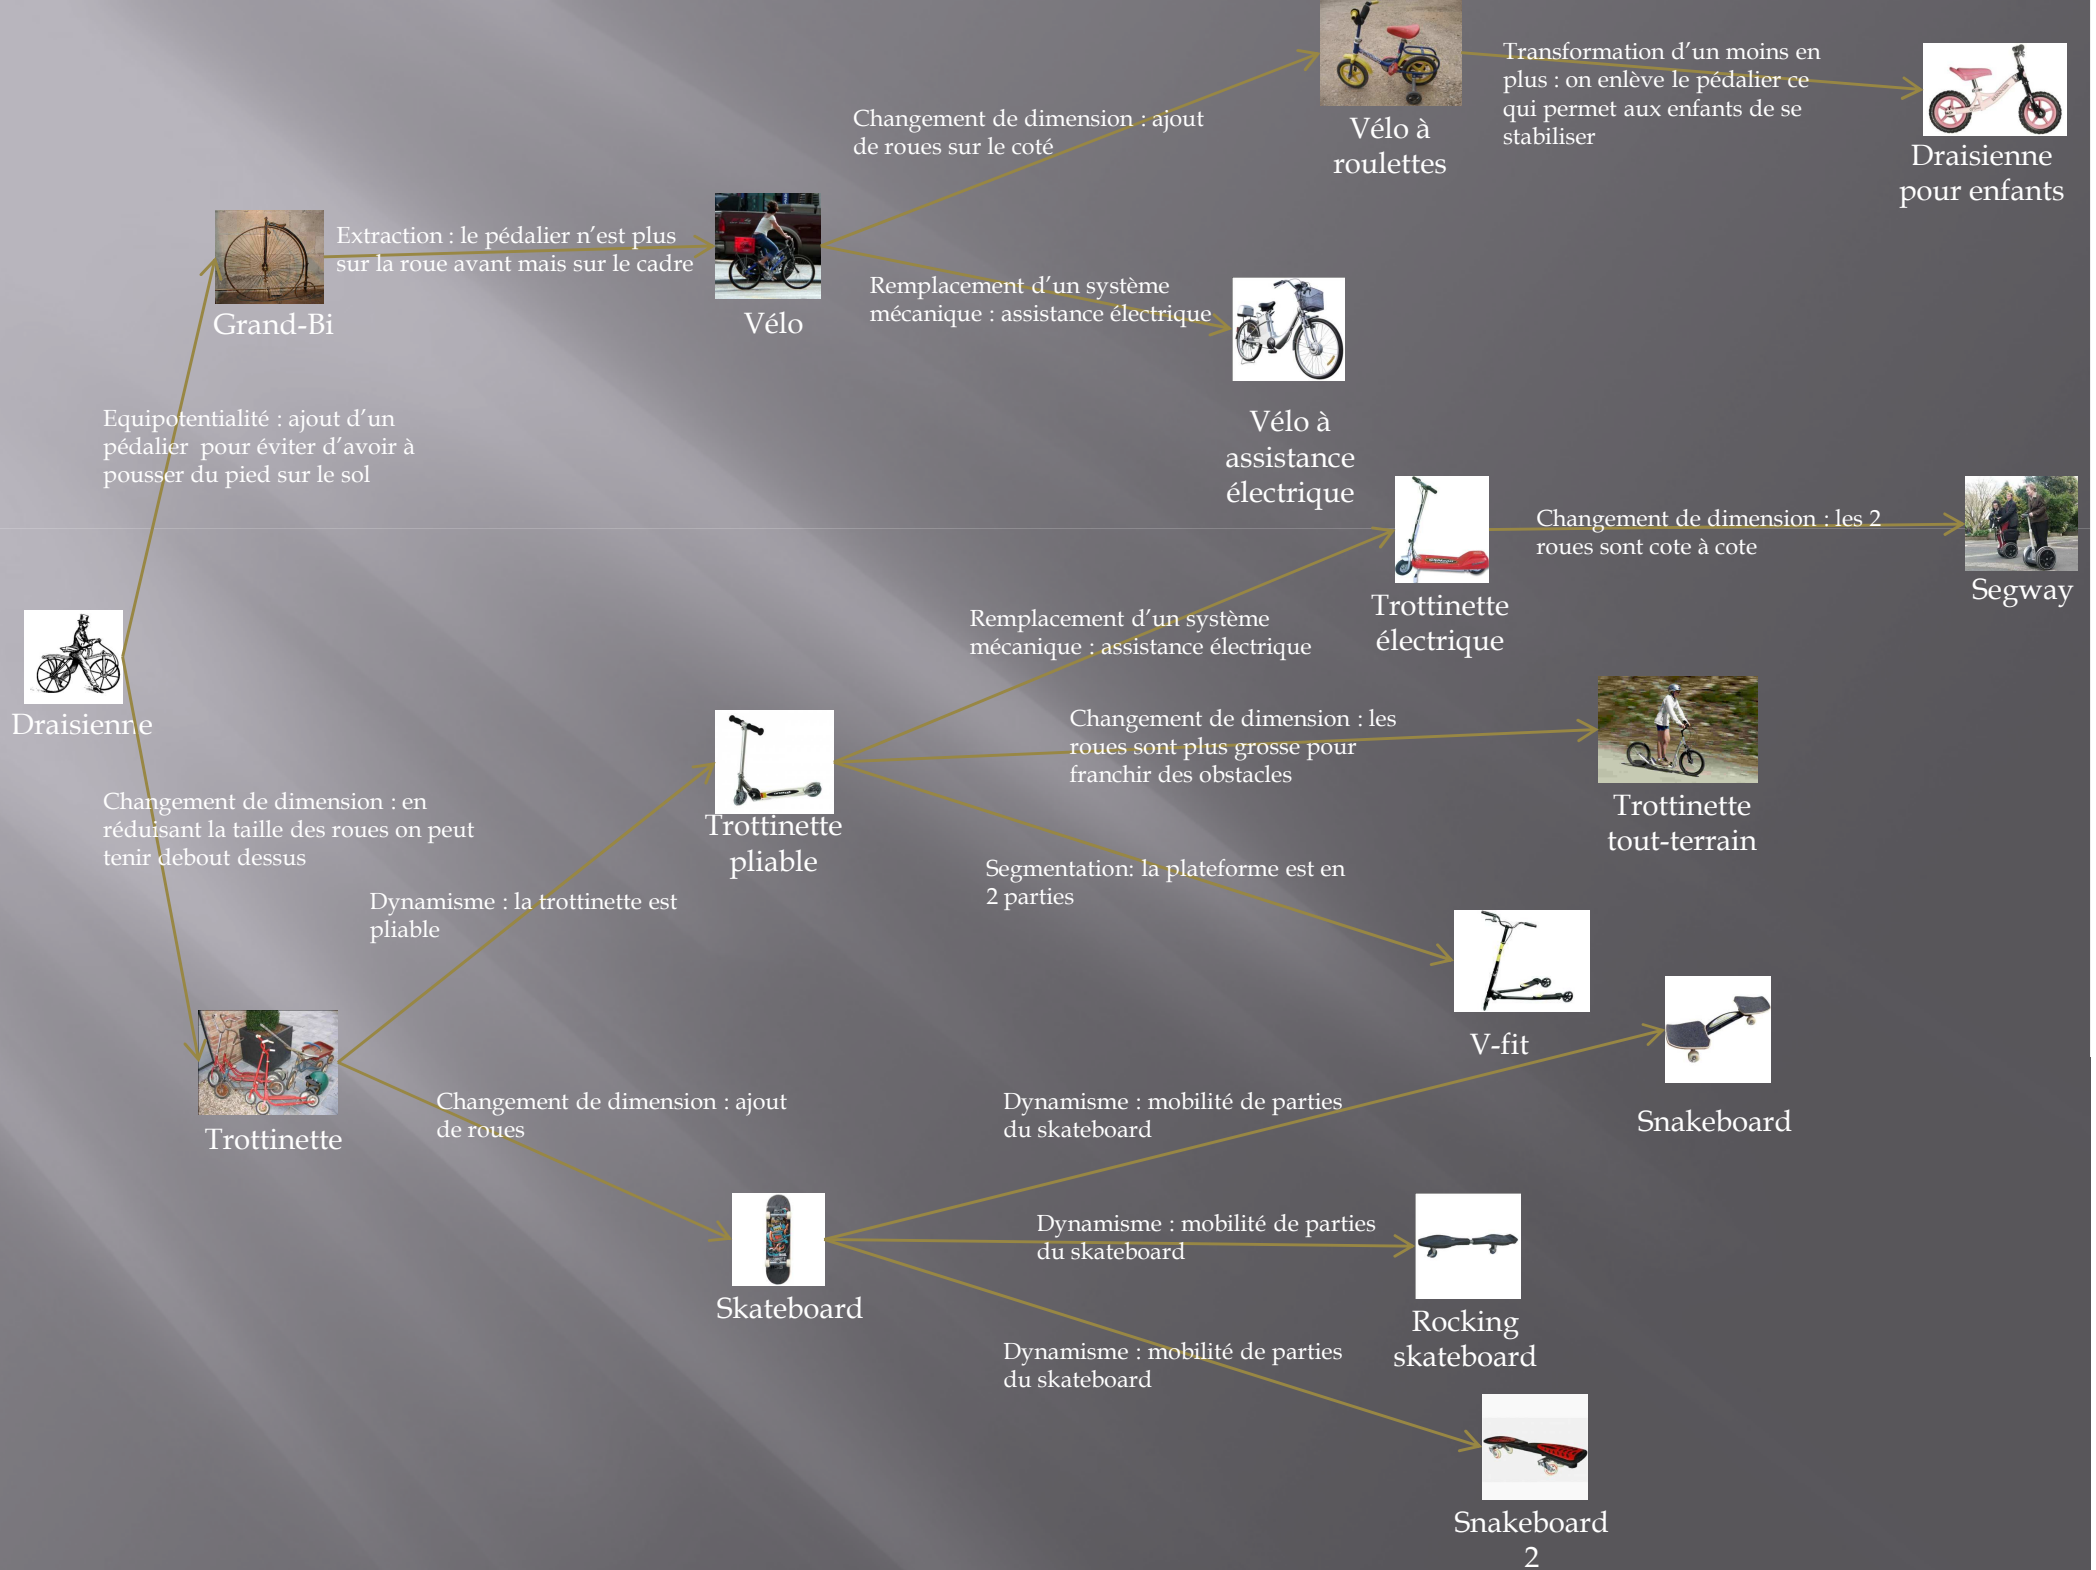 Transformation d’un moins en
plus : on enlève le pédalier ce
qui permet aux enfants de se
stabiliser
Changement de dimension : ajout
de roues sur le coté
Vélo à
roulettes
Draisienne
pour enfants
Extraction : le pédalier n’est plus
sur la roue avant mais sur le cadre
Remplacement d’un système
mécanique : assistance électrique
Grand-Bi
Vélo
Equipotentialité : ajout d’un
pédalier  pour éviter d’avoir à
pousser du pied sur le sol
Vélo à
assistance
électrique
Changement de dimension : les 2
roues sont cote à cote
Segway
Trottinette
électrique
Remplacement d’un système
mécanique : assistance électrique
Draisienne
Changement de dimension : les
roues sont plus grosse pour
franchir des obstacles
Trottinette
tout-terrain
Changement de dimension : en
réduisant la taille des roues on peut
tenir debout dessus
Trottinette
pliable
Segmentation: la plateforme est en
2 parties
Dynamisme : la trottinette est
pliable
V-fit
Changement de dimension : ajout
de roues
Dynamisme : mobilité de parties
du skateboard
Snakeboard
Trottinette
Dynamisme : mobilité de parties
du skateboard
Skateboard
Rocking
skateboard
Dynamisme : mobilité de parties
du skateboard
Snakeboard
2